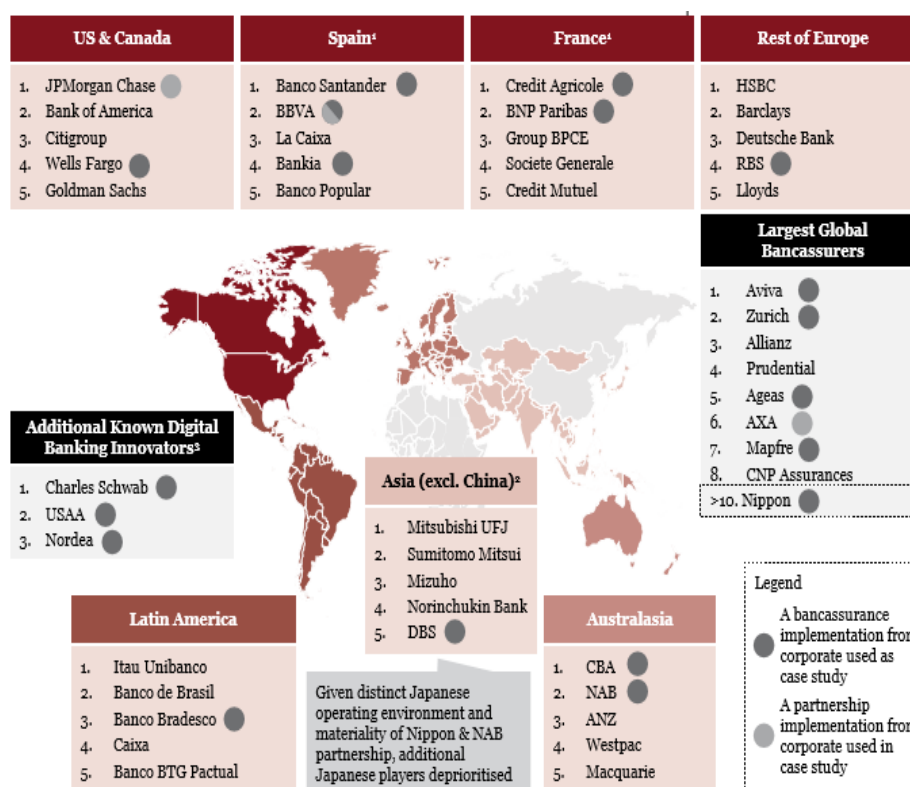 US & Canada
1. JPMorgan Chase
2. Bank of America
3. Citigroup
4. Wells Fargo
5. Goldman Sachs
Spain¹
1. Banco Santander
2. BBVA
3. La Caixa
4. Bankia
5. Banco Popular
France¹
1. Credit Agricole
2. BNP Paribas
3. Group BPCE
4. Societe Generale
5. Credit Mutuel
Rest of Europe
1. HSBC
2. Barclays
3. Deutsche Bank
4. RBS
5. Lloyds
Largest Global
Bancassurers
1. Aviva
2. Zurich
3. Allianz
4. Prudential
5. Ageas
6. AXA
7. Mapfre
8. CNP Assurances
>10. Nippon
Additional Known Digital
Banking Innovators³
1. Charles Schwab
2. USAA
3. Nordea
Asia (excl. China)²
1. Mitsubishi UFJ
2. Sumitomo Mitsui
3. Mizuho
4. Norinchukin Bank
5. DBS
Given distinct Japanese
operating environment and
materiality of Nippon & NAB
partnership, additional
Japanese players deprioritised
Latin America
1. Itau Unibanco
2. Banco de Brasil
3. Banco Bradesco
4. Caixa
5. Banco BTG Pactual
Australasia
1. CBA
2. NAB
3. ANZ
4. Westpac
5. Macquarie
Legend
A bancassurance
implementation from
corporate used as
case study
A partnership
implementation from
corporate used in
case study